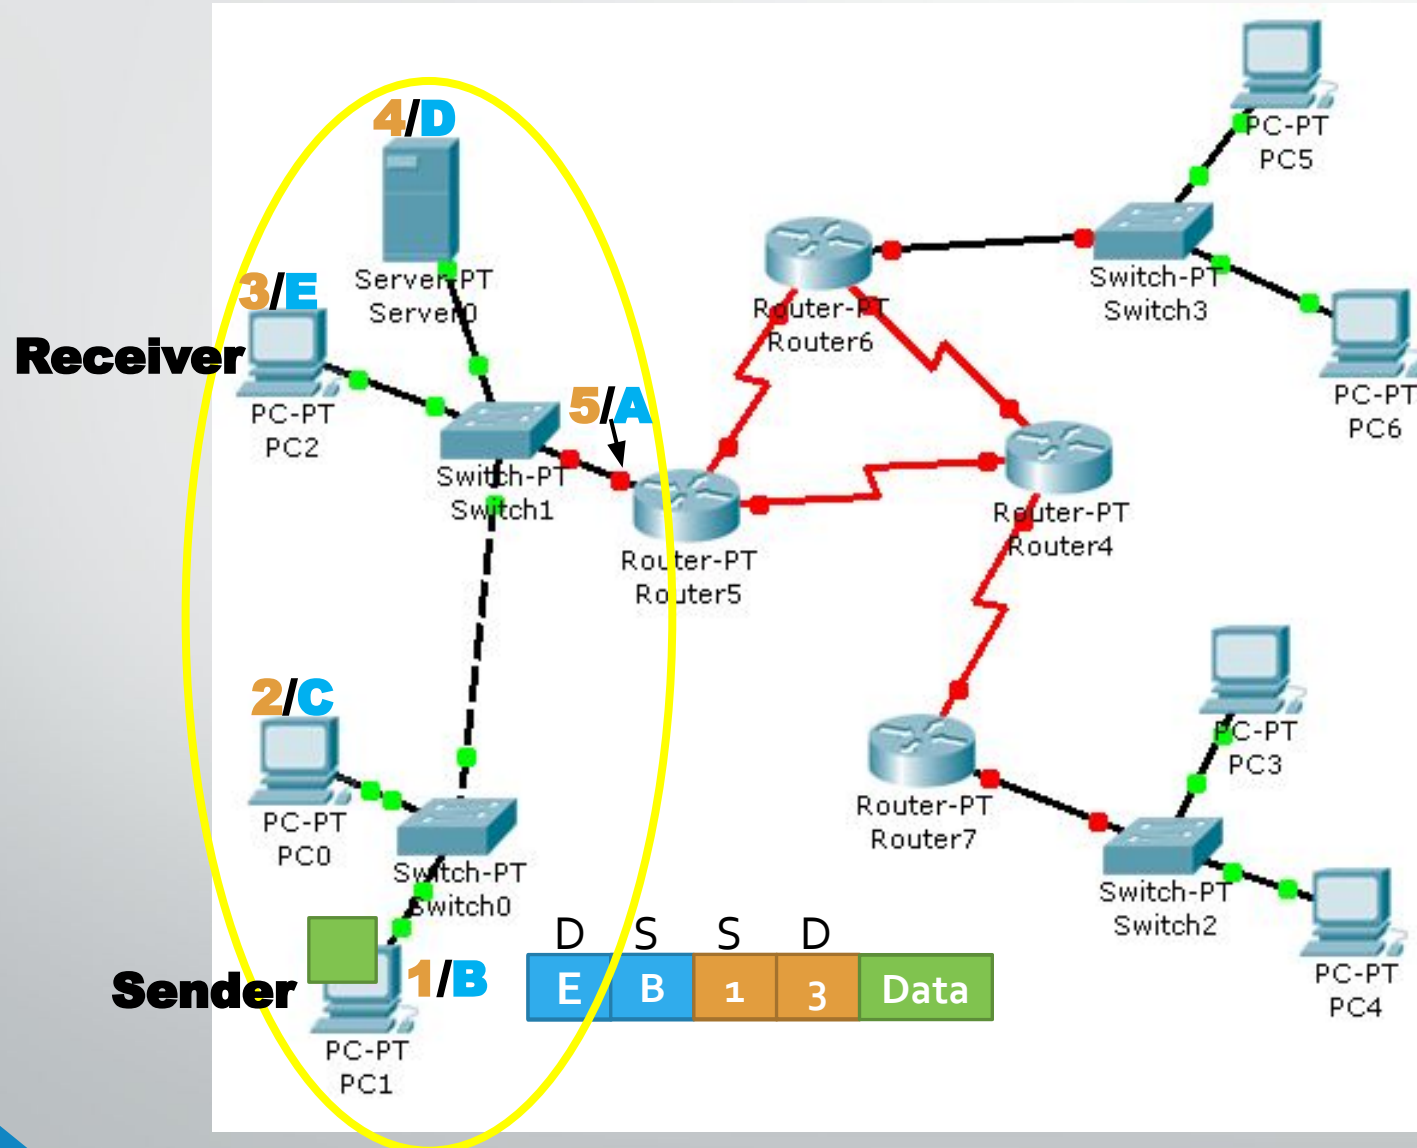 4/D
Server-PT
Server0
3/E
Receiver
PC-PT
PC2
5/A
Switch-PT
Switch1
Router-PT
Router5
Router-PT
Router6
Router-PT
Router4
PC-PT
PC5
Switch-PT
Switch3
PC-PT
PC6
2/C
PC-PT
PC0
Switch-PT
Switch0
Sender
1/B
PC-PT
PC1
D S S D
E B 1 3 Data
Router-PT
Router7
PC-PT
PC3
Switch-PT
Switch2
PC-PT
PC4